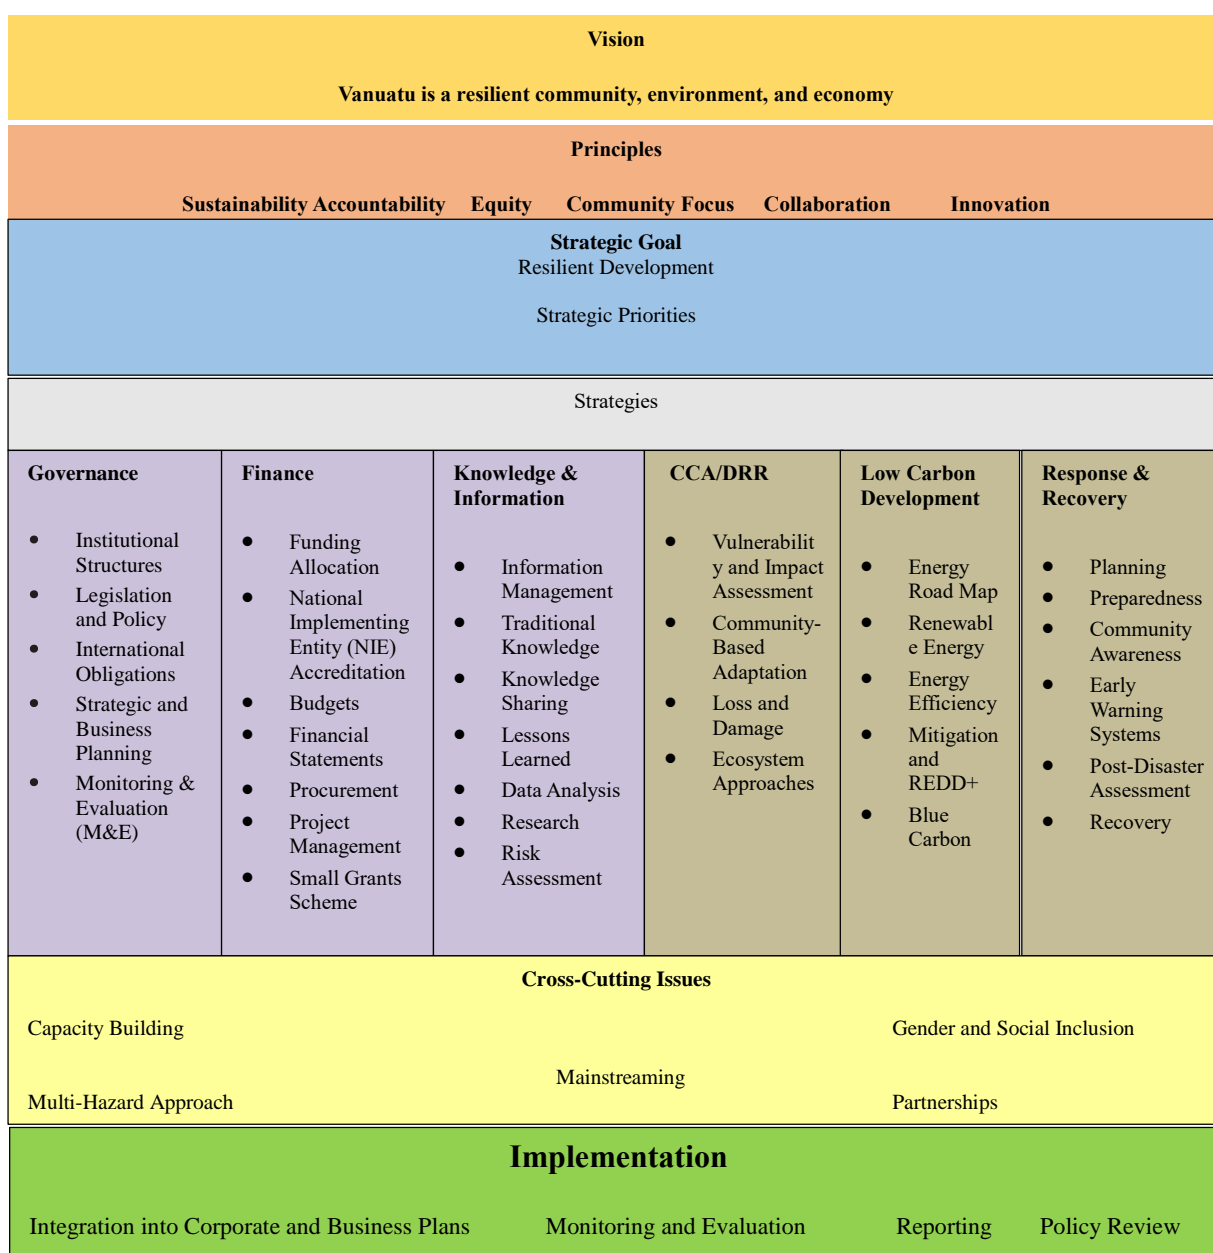 Vision
Vanuatu is a resilient community, environment, and economy
Principles
Sustainability Accountability Equity Community Focus Collaboration Innovation
Strategic Goal
Resilient Development
Strategic Priorities
Strategies
Governance
● Institutional
Structures
● Legislation
and Policy
● International
Obligations
● Strategic and
Business
Planning
● Monitoring &
Evaluation
(M&E)
Finance
● Funding
Allocation
● National
Implementing
Entity (NIE)
Accreditation
● Budgets
● Financial
Statements
● Procurement
● Project
Management
● Small Grants
Scheme
Knowledge &
Information
● Information
Management
● Traditional
Knowledge
● Knowledge
Sharing
● Lessons
Learned
● Data Analysis
● Research
● Risk
Assessment
CCA/DRR
● Vulnerabilit
y and Impact
Assessment
● Community-
Based
Adaptation
● Loss and
Damage
● Ecosystem
Approaches
Low Carbon
Development
● Energy
Road Map
● Renewabl
e Energy
● Energy
Efficiency
● Mitigation
and
REDD+
● Blue
Carbon
Response &
Recovery
● Planning
● Preparedness
● Community
Awareness
● Early
Warning
Systems
● Post-Disaster
Assessment
● Recovery
Cross-Cutting Issues
Capacity Building Gender and Social Inclusion
Mainstreaming
Multi-Hazard Approach Partnerships
Implementation
Integration into Corporate and Business Plans Monitoring and Evaluation Reporting Policy Review